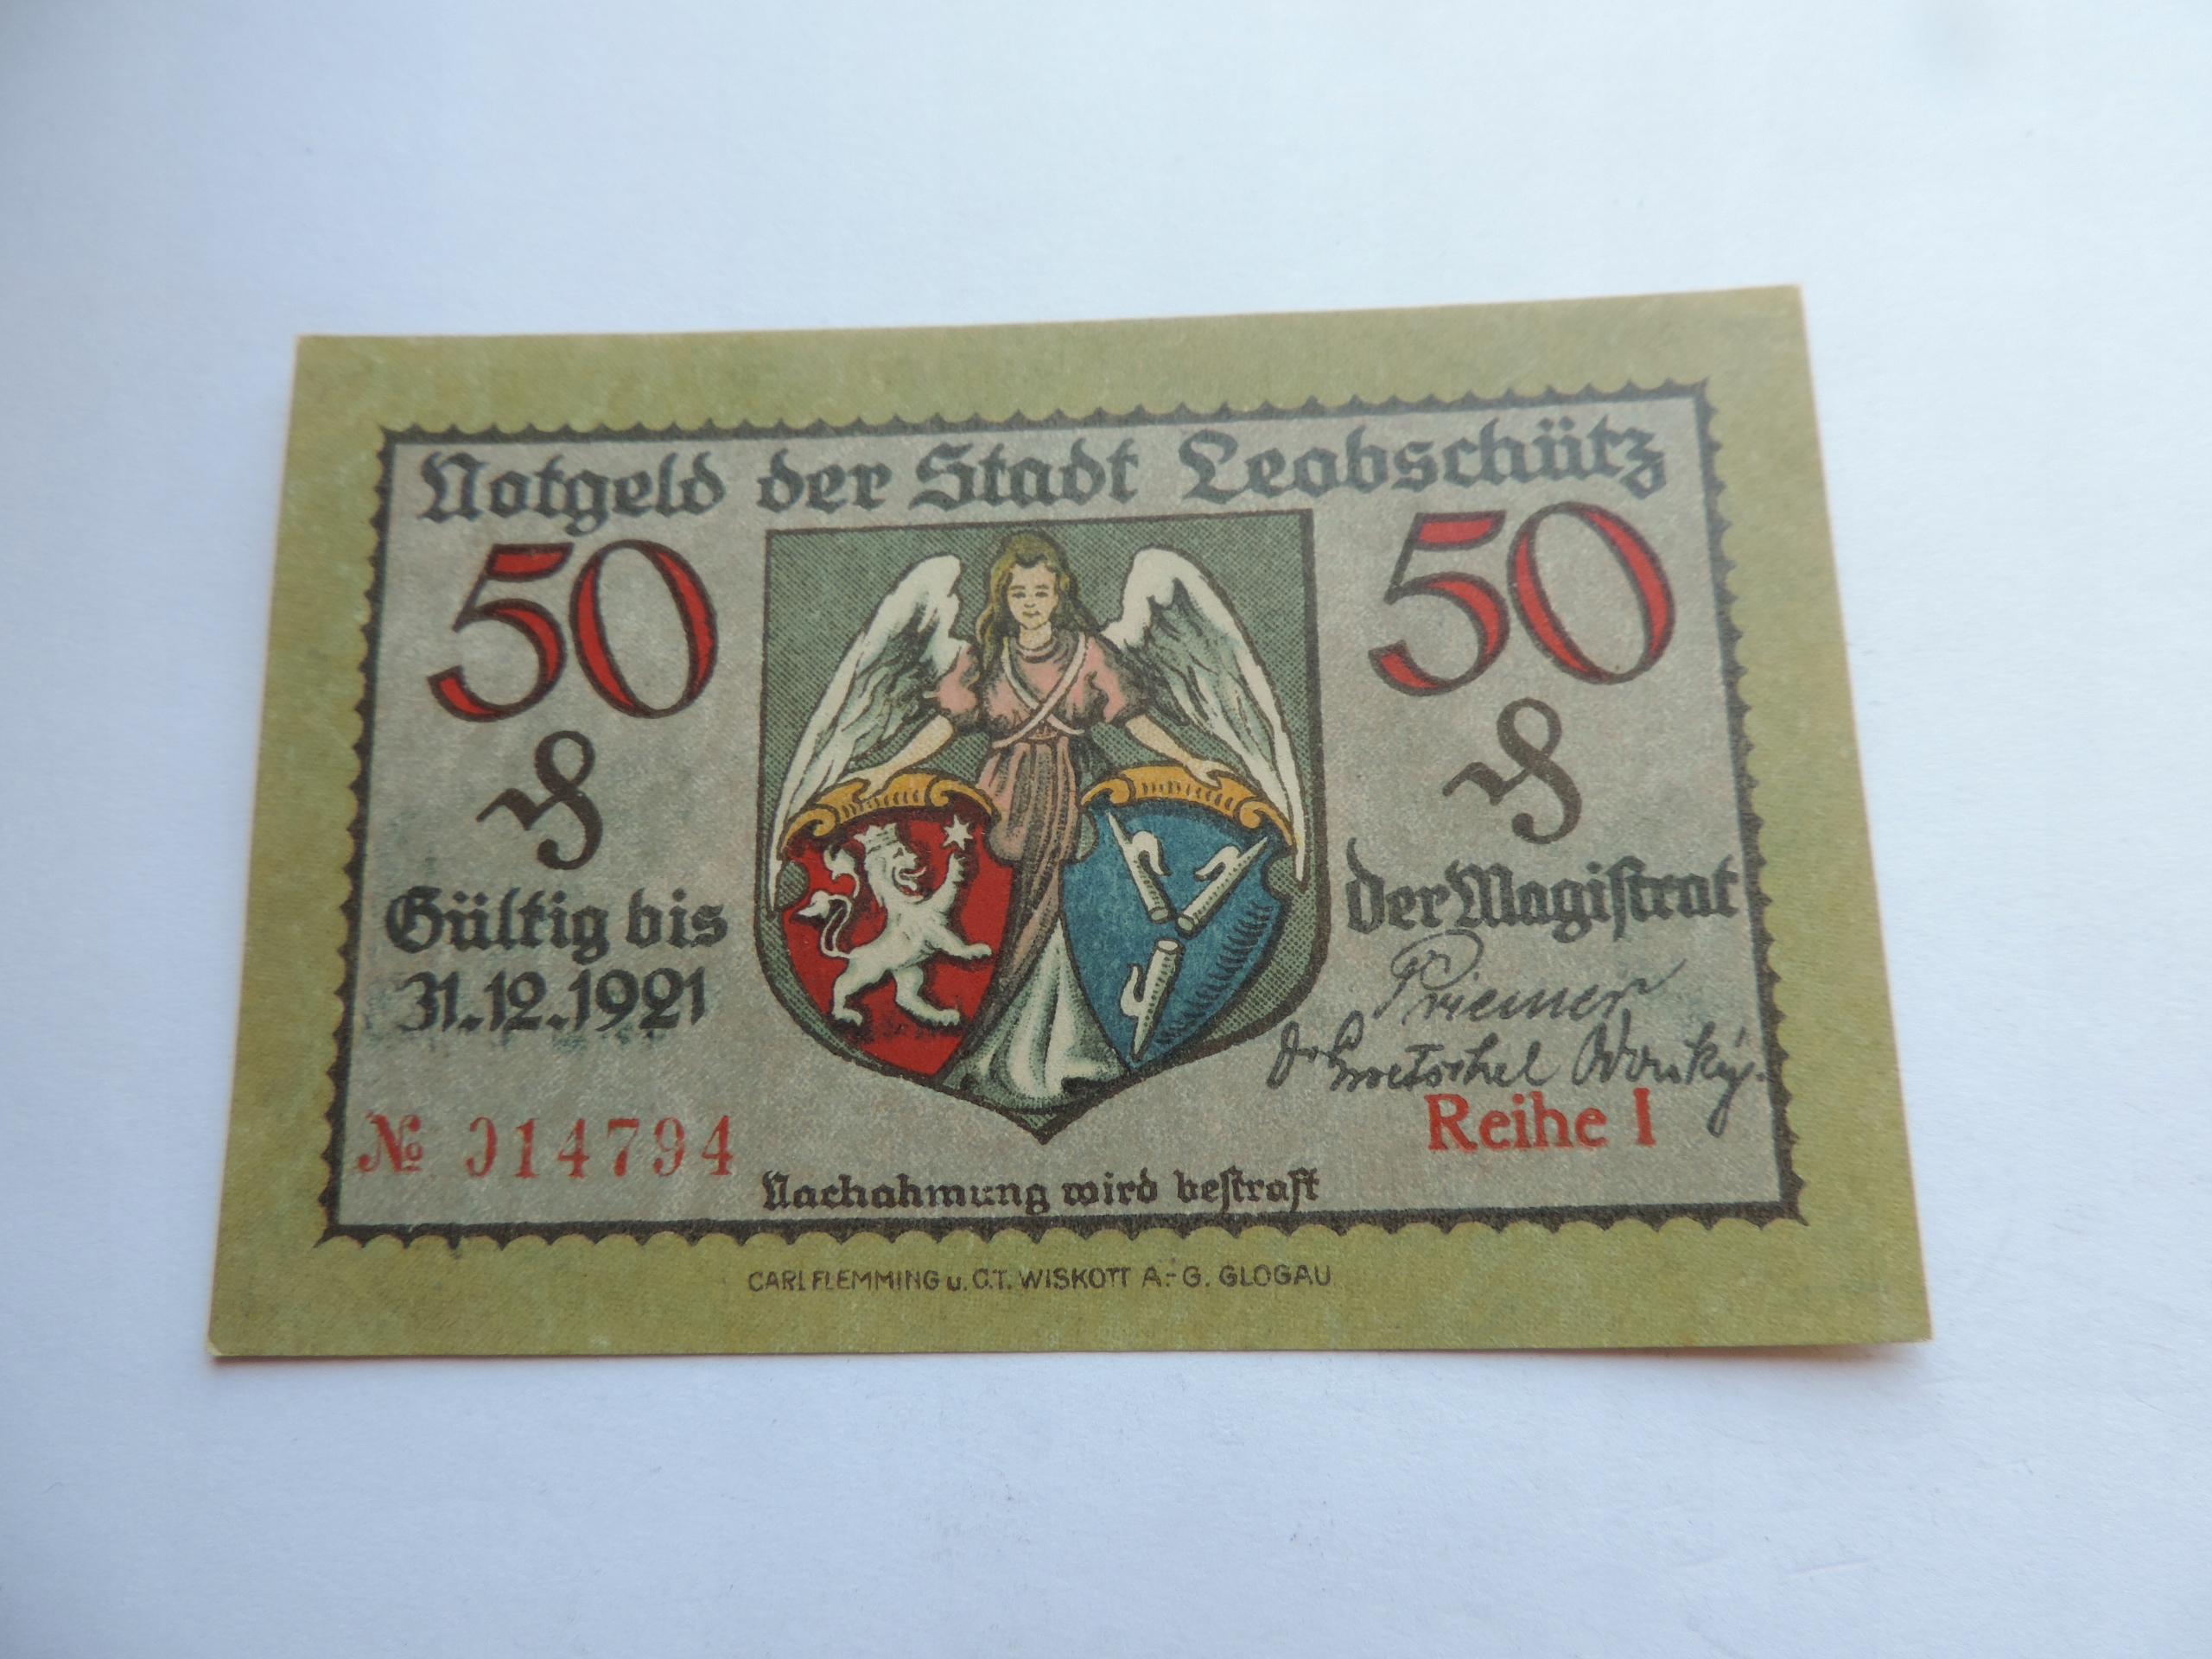 Notgeld der Stadt Leobschütz
50 50
₰ ₰
Gültig bis
31.12.1921
Der Magistrat
Priemer
Reihe I
№ 014794
Nachahmung wird bestraft
CARL FLEMMING u. C.T. WISKOTT A.-G. GLOGAU